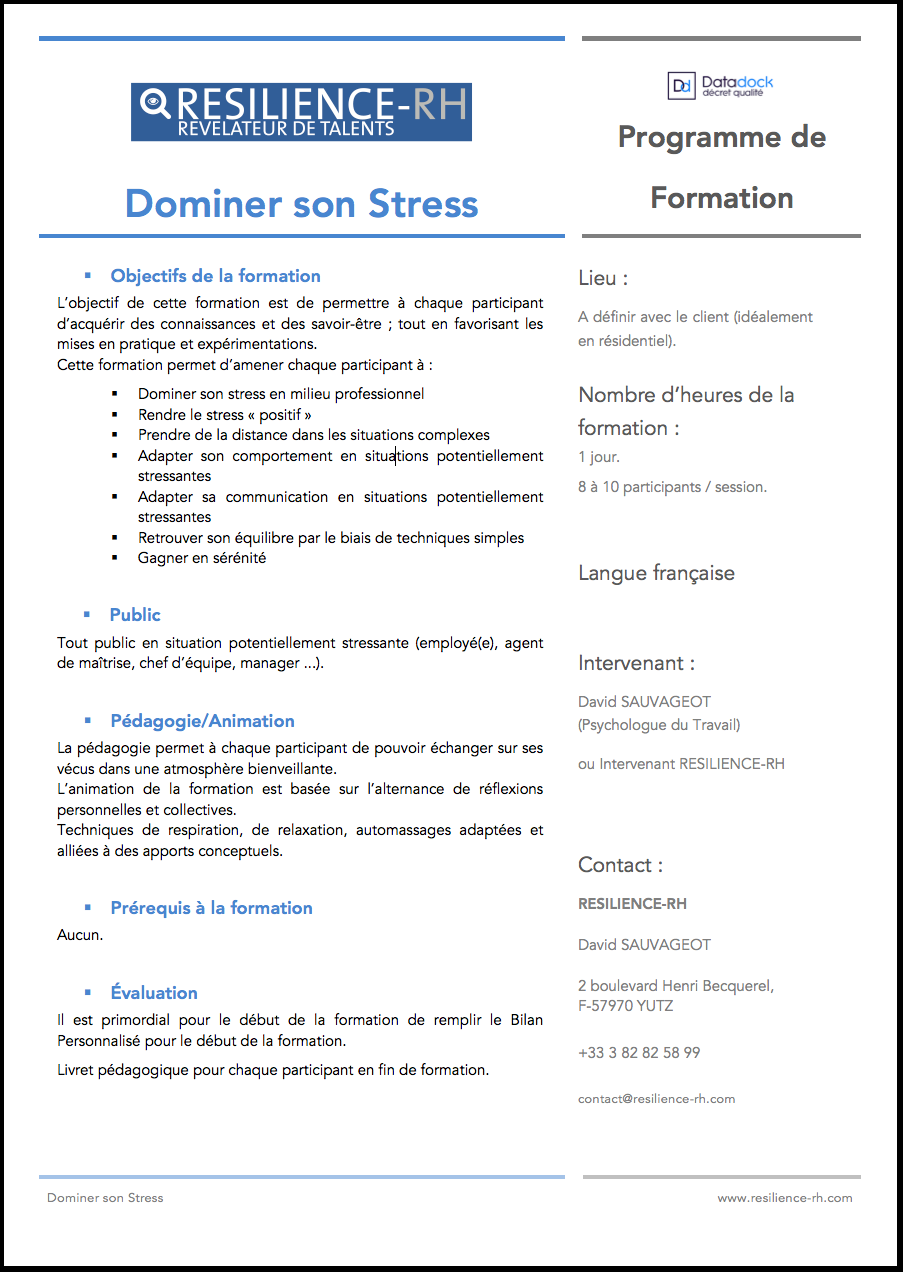 RESILIENCE-RH
REVELATEUR DE TALENTS
Dominer son Stress
Dd Datadock
décret qualité
Programme de
Formation
Objectifs de la formation
L’objectif de cette formation est de permettre à chaque participant
d’acquérir des connaissances et des savoir-être ; tout en favorisant les
mises en pratique et expérimentations.
Cette formation permet d’amener chaque participant à :
Dominer son stress en milieu professionnel
Rendre le stress « positif »
Prendre de la distance dans les situations complexes
Adapter son comportement en situations potentiellement
stressantes
Adapter sa communication en situations potentiellement
stressantes
Retrouver son équilibre par le biais de techniques simples
Gagner en sérénité
Public
Tout public en situation potentiellement stressante (employé(e), agent
de maîtrise, chef d’équipe, manager ...).
Pédagogie/Animation
La pédagogie permet à chaque participant de pouvoir échanger sur ses
vécus dans une atmosphère bienveillante.
L’animation de la formation est basée sur l’alternance de réflexions
personnelles et collectives.
Techniques de respiration, de relaxation, automassages adaptées et
alliées à des apports conceptuels.
Prérequis à la formation
Aucun.
Évaluation
Il est primordial pour le début de la formation de remplir le Bilan
Personnalisé pour le début de la formation.
Livret pédagogique pour chaque participant en fin de formation.
Lieu :
A définir avec le client (idéalement
en résidentiel).
Nombre d’heures de la
formation :
1 jour.
8 à 10 participants / session.
Langue française
Intervenant :
David SAUVAGEOT
(Psychologue du Travail)
ou Intervenant RESILIENCE-RH
Contact :
RESILIENCE-RH
David SAUVAGEOT
2 boulevard Henri Becquerel,
F-57970 YUTZ
+33 3 82 82 58 99
contact@resilience-rh.com
Dominer son Stress
www.resilience-rh.com